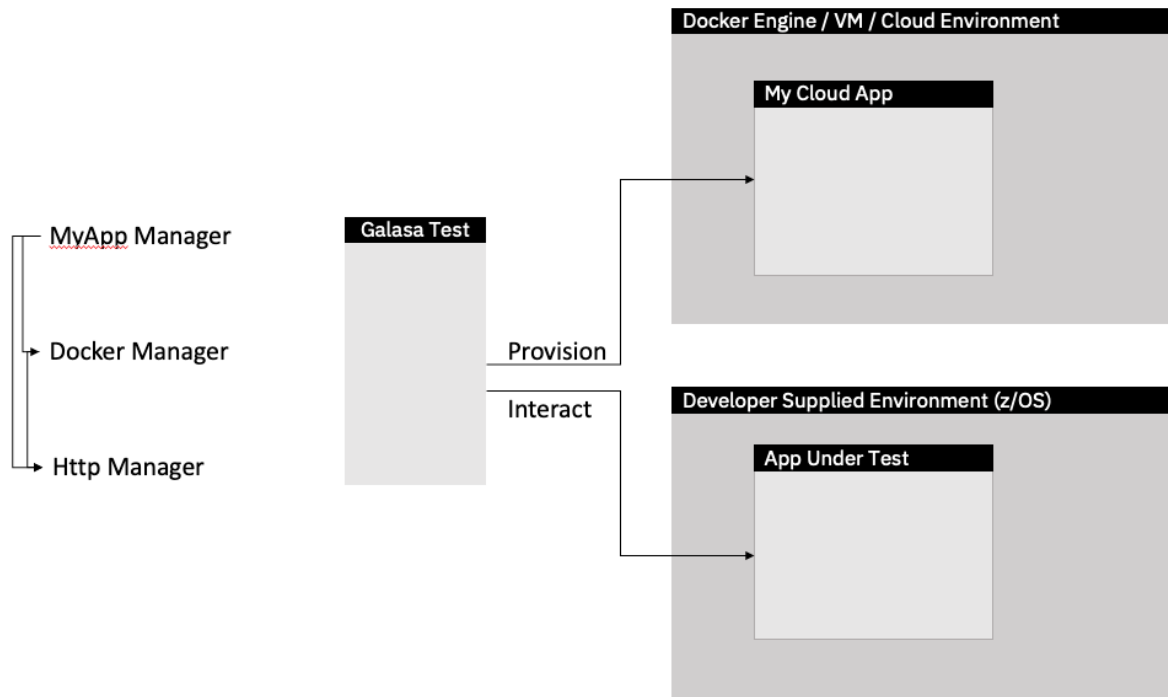 Docker Engine / VM / Cloud Environment
My Cloud App
MyApp Manager
Galasa Test
Docker Manager
Provision
Interact
Developer Supplied Environment (z/OS)
Http Manager
App Under Test